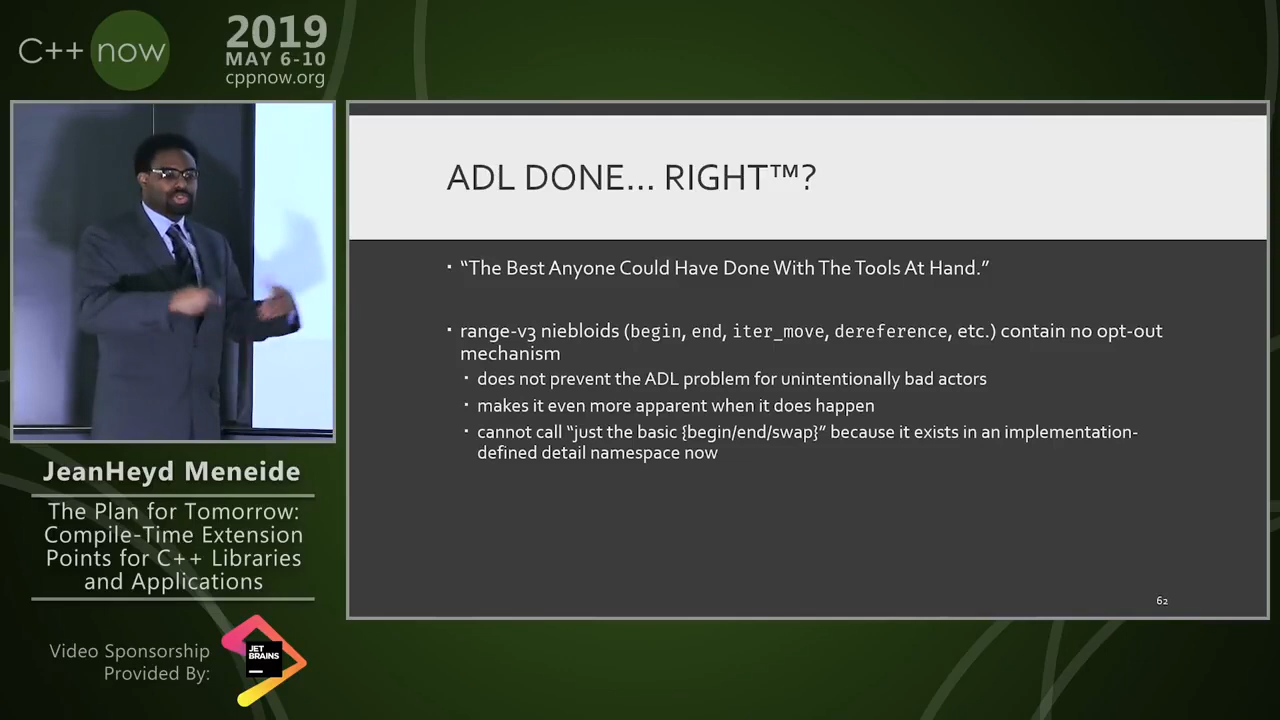 C++ now
2019
MAY 6-10
cppnow.org
ADL DONE... RIGHT™?
▪ “The Best Anyone Could Have Done With The Tools At Hand.”
▪ range-v3 niebloids (begin, end, iter_move, dereference, etc.) contain no opt-out
mechanism
▪ does not prevent the ADL problem for unintentionally bad actors
▪ makes it even more apparent when it does happen
▪ cannot call “just the basic {begin/end/swap}” because it exists in an implementation-
defined detail namespace now
62
JeanHeyd Meneide
The Plan for Tomorrow:
Compile-Time Extension
Points for C++ Libraries
and Applications
Video Sponsorship
Provided By:
JET
BRAINS